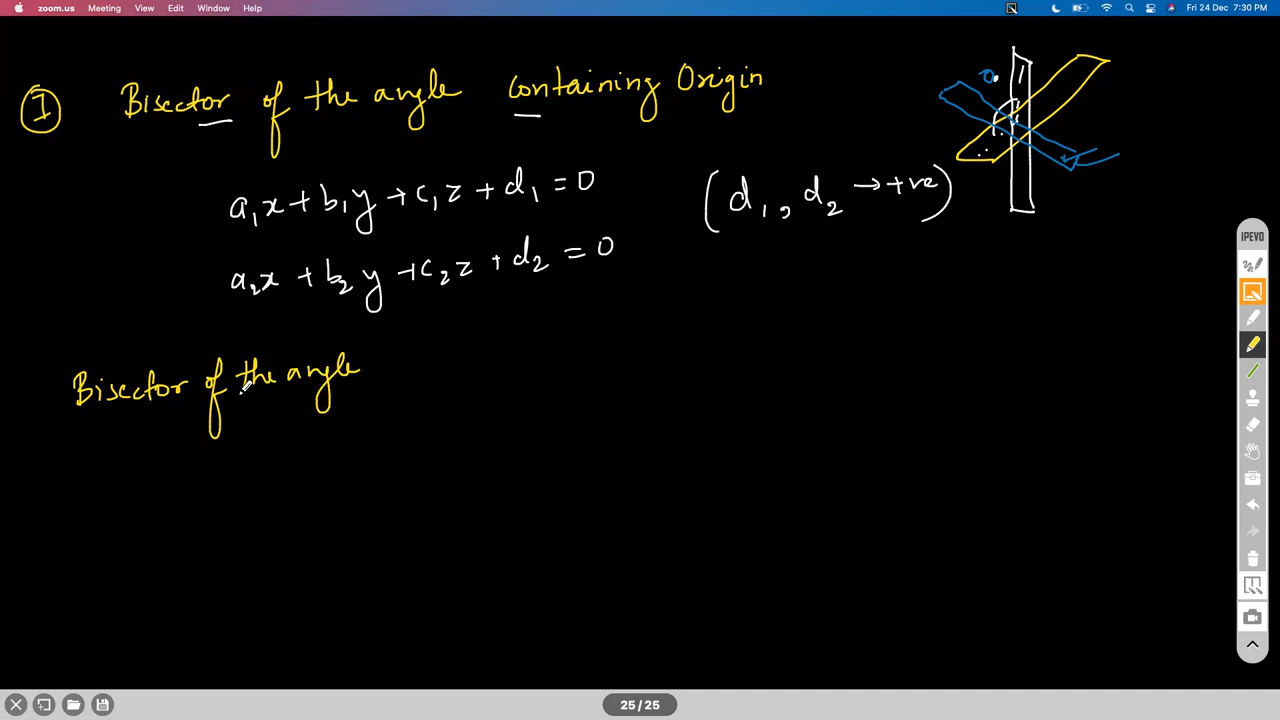 zoom.us Meeting View Edit Window Help Fri 24 Dec 7:30 PM
I Bisector of the angle containing Origin
a₁x + b₁y + c₁z + d₁ = 0 (d₁, d₂ → +ve)
a₂x + b₂y + c₂z + d₂ = 0
Bisector of the angle
IPEVO
25 / 25